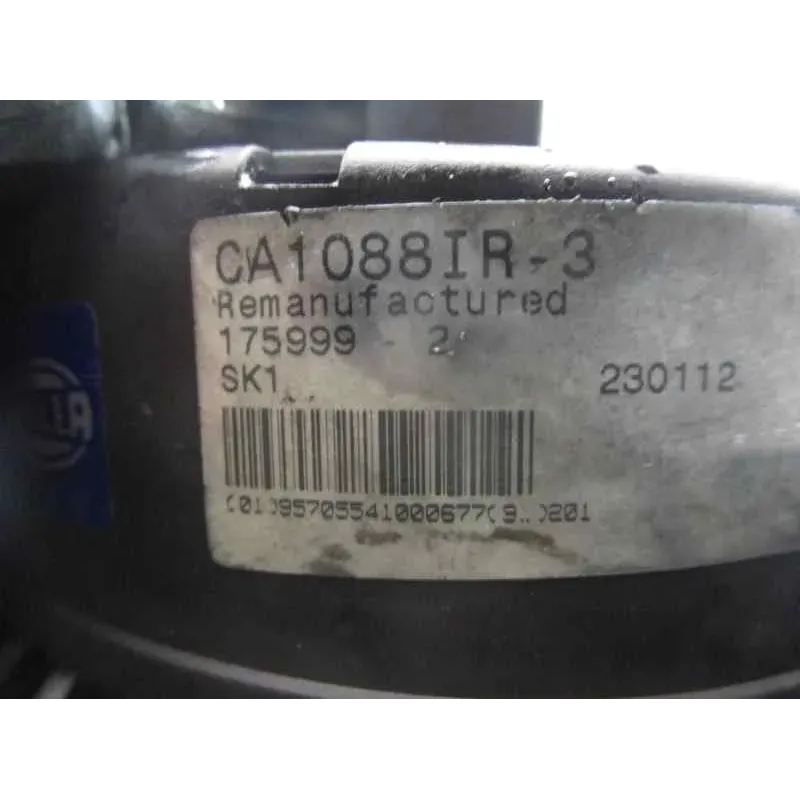 CA1088IR-3
Remanufactured
175999 - 2
SK1 230112
(01)95705541000677(9..)201